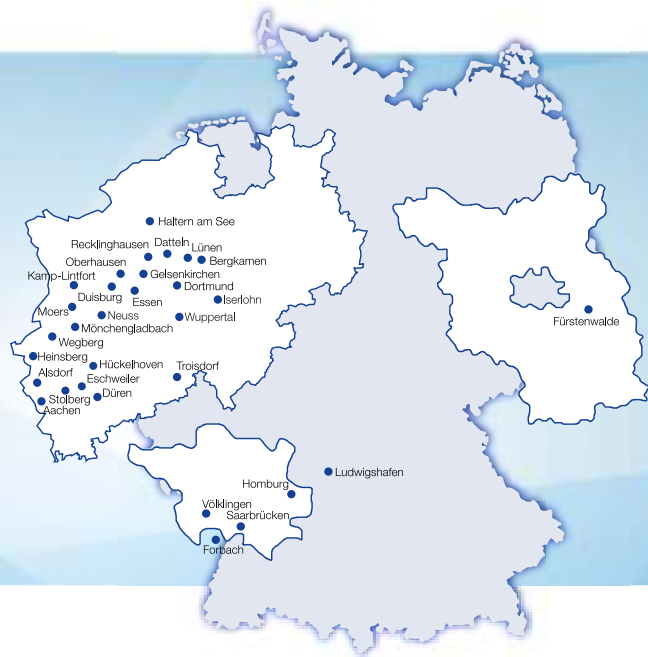 Haltern am See
Recklinghausen
Datteln
Lünen
Bergkamen
Oberhausen
Gelsenkirchen
Kamp-Lintfort
Dortmund
Duisburg
Essen
Iserlohn
Moers
Neuss
Wuppertal
Mönchengladbach
Wegberg
Heinsberg
Hückelhoven
Troisdorf
Alsdorf
Eschweiler
Stolberg
Düren
Aachen
Fürstenwalde
Ludwigshafen
Homburg
Völklingen
Saarbrücken
Forbach